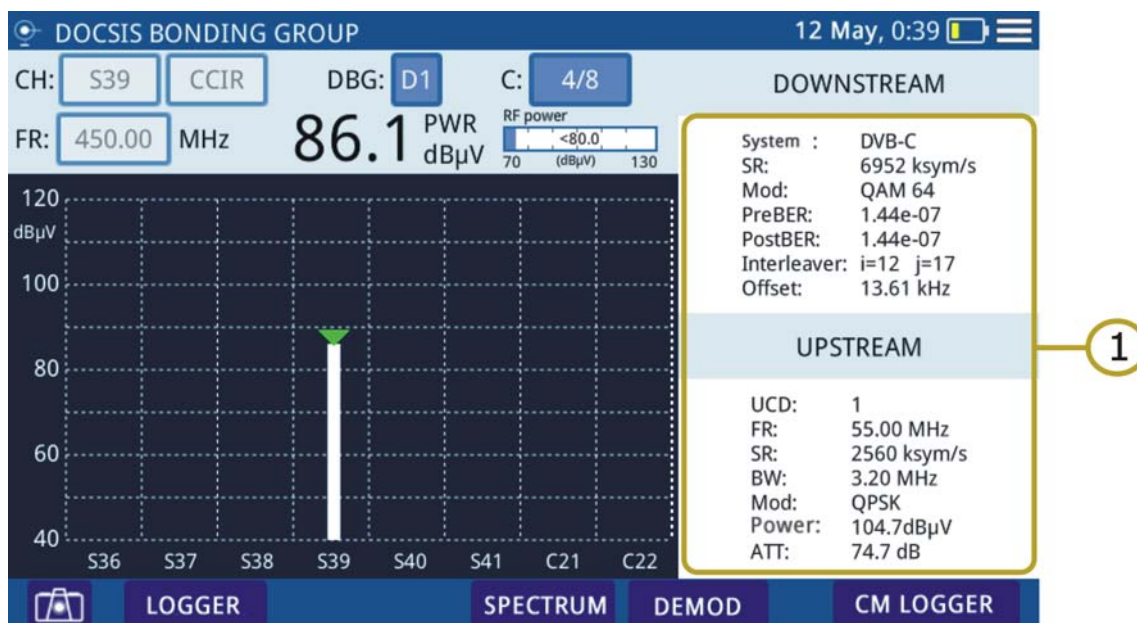 DOCSIS BONDING GROUP
12 May, 0:39
CH: S39 CCIR DBG: D1 C: 4/8
FR: 450.00 MHz 86.1 PWR dBµV
RF power
<80.0
70 (dBµV) 130
DOWNSTREAM
System : DVB-C
SR: 6952 ksym/s
Mod: QAM 64
PreBER: 1.44e-07
PostBER: 1.44e-07
Interleaver: i=12 j=17
Offset: 13.61 kHz
UPSTREAM
UCD: 1
FR: 55.00 MHz
SR: 2560 ksym/s
BW: 3.20 MHz
Mod: QPSK
Power: 104.7dBµV
ATT: 74.7 dB
1
120
dBµV
100
80
60
40
S36 S37 S38 S39 S40 S41 C21 C22
LOGGER SPECTRUM DEMOD CM LOGGER